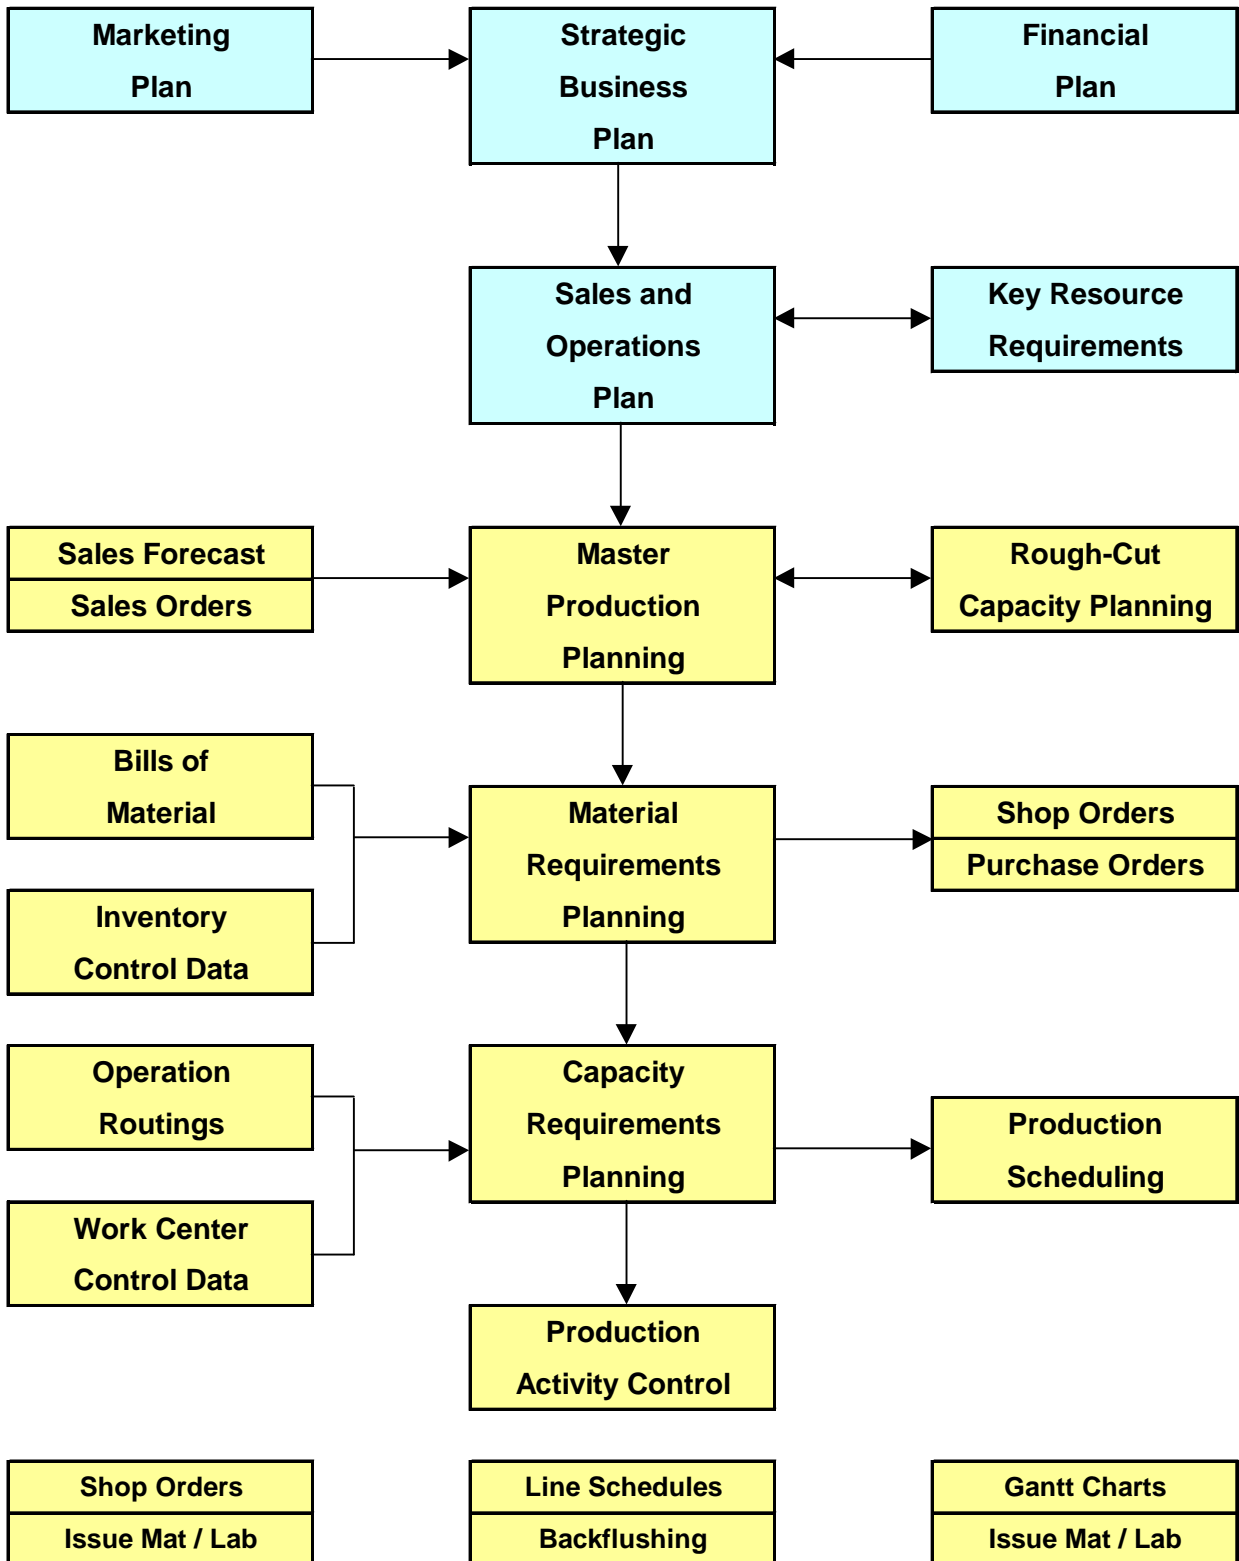 Marketing
Plan
Strategic
Business
Plan
Financial
Plan
Sales and
Operations
Plan
Key Resource
Requirements
Sales Forecast
Sales Orders
Master
Production
Planning
Rough-Cut
Capacity Planning
Bills of
Material
Inventory
Control Data
Material
Requirements
Planning
Shop Orders
Purchase Orders
Operation
Routings
Work Center
Control Data
Capacity
Requirements
Planning
Production
Scheduling
Production
Activity Control
Shop Orders
Issue Mat / Lab
Line Schedules
Backflushing
Gantt Charts
Issue Mat / Lab